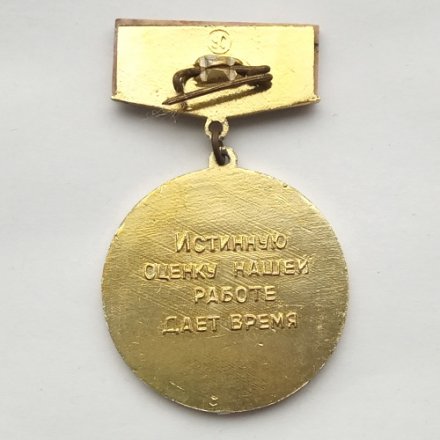 Истинную
оценку нашей
работе
дает время